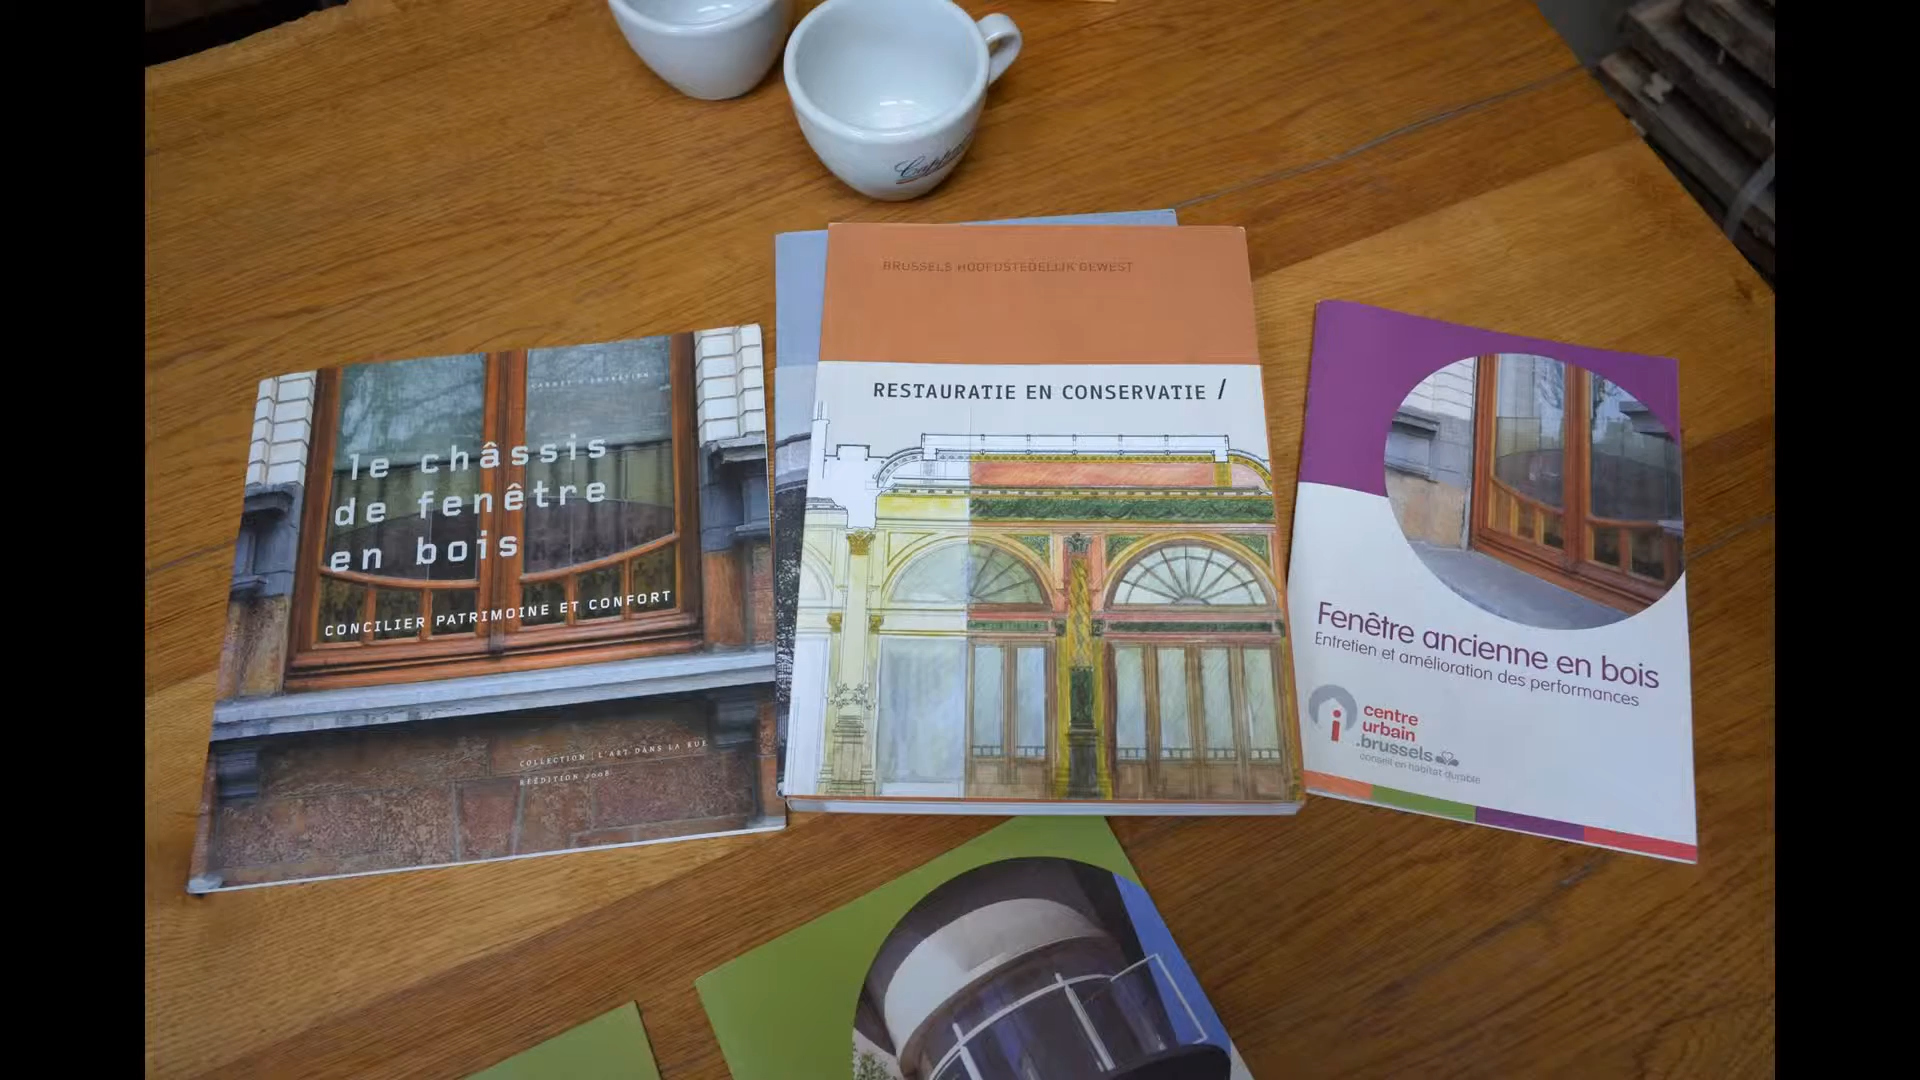 le châssis
de fenêtre
en bois
CONCILIER PATRIMOINE ET CONFORT
COLLECTION | L'ART DANS LA RUE
RÉÉDITION 2008
BRUSSELS HOOFDSTEDELIJK GEWEST
RESTAURATIE EN CONSERVATIE /
Fenêtre ancienne en bois
Entretien et amélioration des performances
centre
urbain
.brussels
conseil en habitat durable